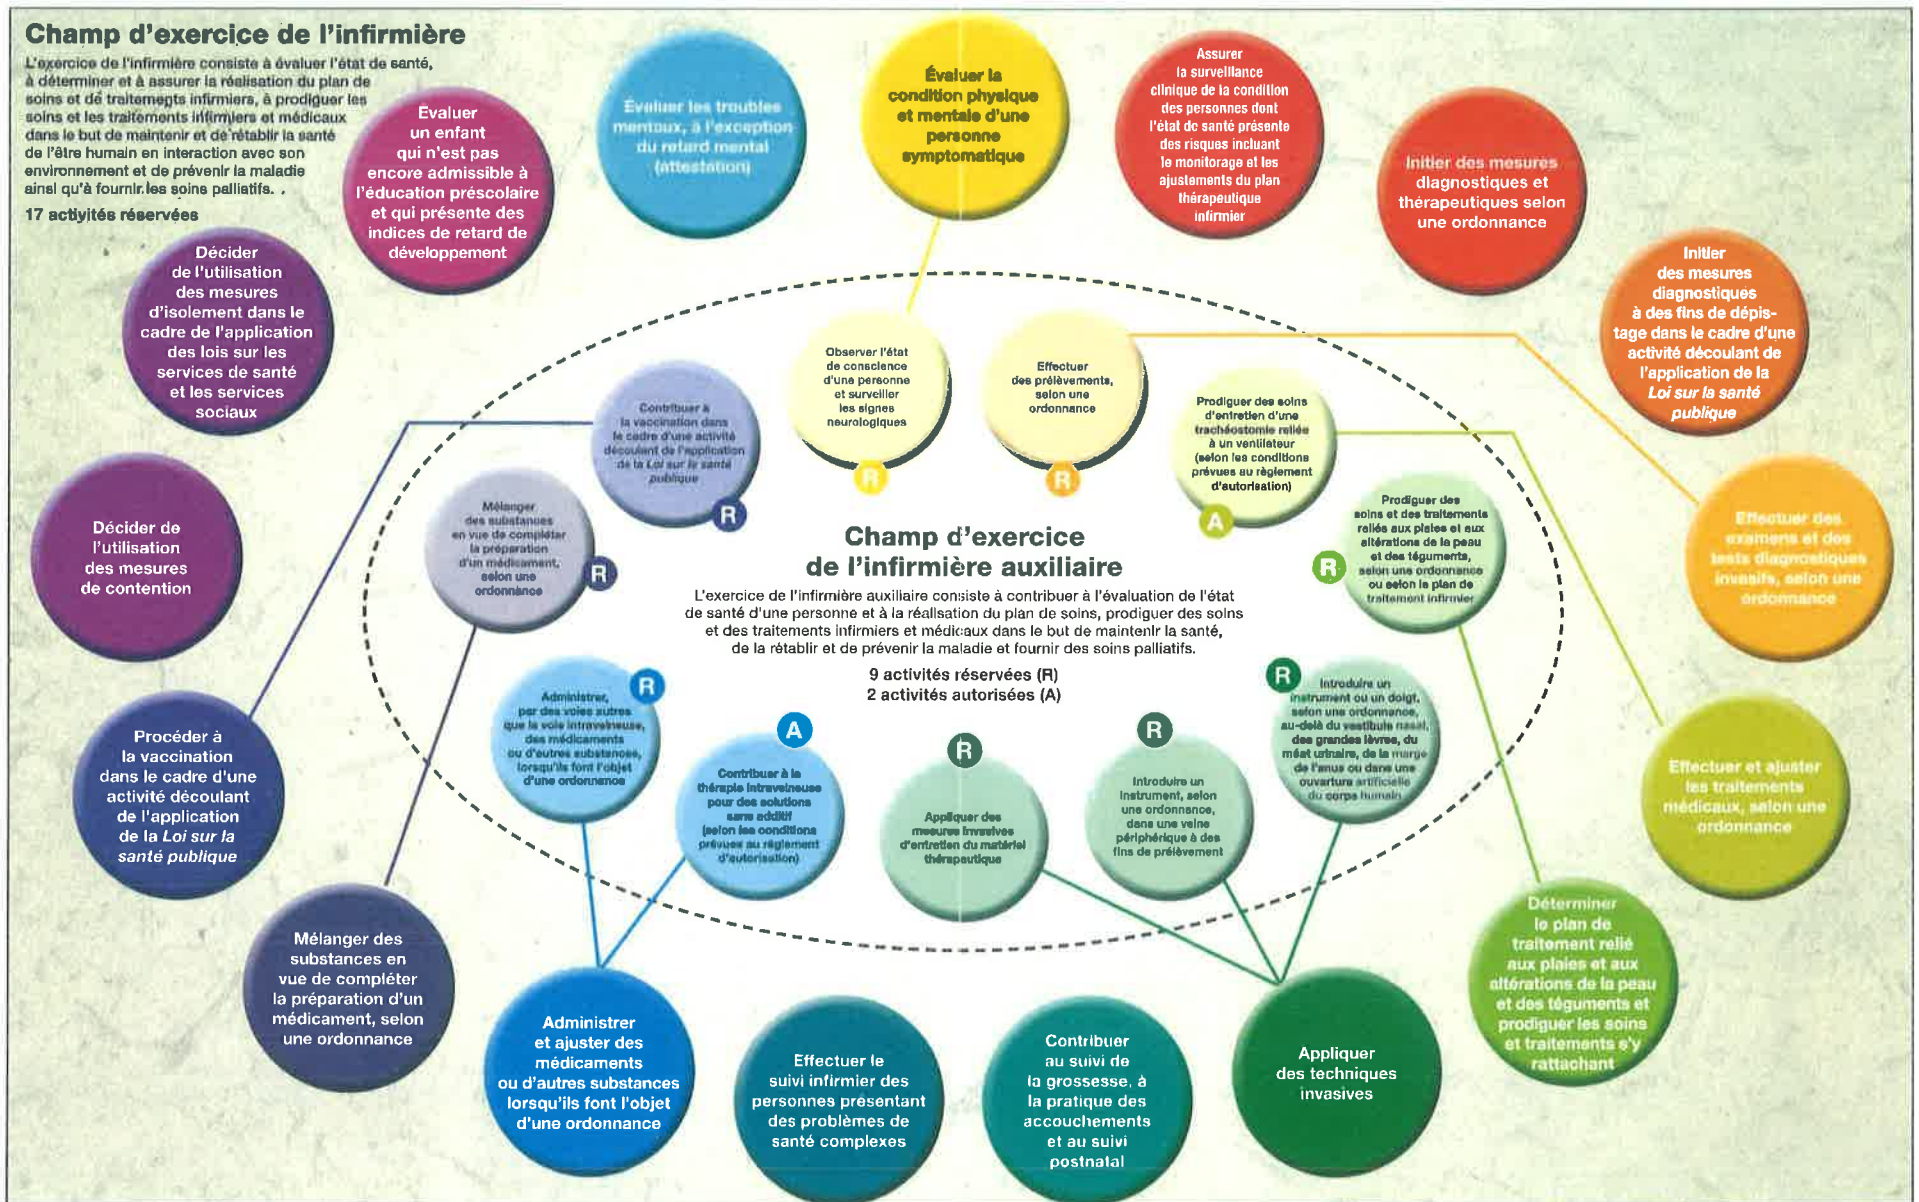 Champ d'exercice de l'infirmière
L'exercice de l'infirmière consiste à évaluer l'état de santé,
à déterminer et à assurer la réalisation du plan de
soins et de traitements infirmiers, à prodiguer les
soins et les traitements infirmiers et médicaux
dans le but de maintenir et de rétablir la santé
de l'être humain en interaction avec son
environnement et de prévenir la maladie
ainsi qu'à fournir les soins palliatifs.
17 activités réservées
Évaluer
un enfant
qui n'est pas
encore admissible à
l'éducation préscolaire
et qui présente des
indices de retard de
développement
Évaluer les troubles
mentaux, à l'exception
du retard mental
(attestation)
Évaluer la
condition physique
et mentale d'une
personne
symptomatique
Assurer
la surveillance
clinique de la condition
des personnes dont
l'état de santé présente
des risques incluant
le monitorage et les
ajustements du plan
thérapeutique
infirmier
Initier des mesures
diagnostiques et
thérapeutiques selon
une ordonnance
Initier
des mesures
diagnostiques
à des fins de dépis-
tage dans le cadre d'une
activité découlant de
l'application de la
Loi sur la santé
publique
Effectuer des
examens et des
tests diagnostiques
invasifs, selon une
ordonnance
Effectuer et ajuster
les traitements
médicaux, selon une
ordonnance
Déterminer
le plan de
traitement relié
aux plaies et aux
altérations de la peau
et des téguments et
prodiguer les soins
et traitements s'y
rattachant
Appliquer
des techniques
invasives
Contribuer
au suivi de
la grossesse, à
la pratique des
accouchements
et au suivi
postnatal
Effectuer le
suivi infirmier des
personnes présentant
des problèmes de
santé complexes
Administrer
et ajuster des
médicaments
ou d'autres substances
lorsqu'ils font l'objet
d'une ordonnance
Mélanger des
substances en
vue de compléter
la préparation d'un
médicament, selon
une ordonnance
Procéder à
la vaccination
dans le cadre d'une
activité découlant
de l'application
de la Loi sur la
santé publique
Décider de
l'utilisation
des mesures
de contention
Décider
de l'utilisation
des mesures
d'isolement dans le
cadre de l'application
des lois sur les
services de santé
et les services
sociaux
Contribuer à
la vaccination dans
le cadre d'une activité
découlant de l'application
de la Loi sur la santé
publique
R
Observer l'état
de conscience
d'une personne
et surveiller
les signes
neurologiques
R
Effectuer
des prélèvements,
selon une
ordonnance
R
Prodiguer des soins
d'entretien d'une
trachéostomie reliée
à un ventilateur
(selon les conditions
prévues au règlement
d'autorisation)
A
Prodiguer des
soins et des traitements
reliés aux plaies et aux
altérations de la peau
et des téguments,
selon une ordonnance
ou selon le plan de
traitement infirmier
R
Mélanger
des substances
en vue de compléter
la préparation
d'un médicament,
selon une
ordonnance
R
Champ d'exercice
de l'infirmière auxiliaire
L'exercice de l'infirmière auxiliaire consiste à contribuer à l'évaluation de l'état
de santé d'une personne et à la réalisation du plan de soins, prodiguer des soins
et des traitements infirmiers et médicaux dans le but de maintenir la santé,
de la rétablir et de prévenir la maladie et fournir des soins palliatifs.
9 activités réservées (R)
2 activités autorisées (A)
Administrer,
par des voies autres
que la voie intraveineuse,
des médicaments
ou d'autres substances,
lorsqu'ils font l'objet
d'une ordonnance
R
Contribuer à la
thérapie intraveineuse
pour des solutions
sans additif
(selon les conditions
prévues au règlement
d'autorisation)
A
Appliquer des
mesures invasives
d'entretien du matériel
thérapeutique
R
Introduire un
instrument, selon
une ordonnance,
dans une veine
périphérique à des
fins de prélèvement
R
Introduire un
instrument ou un doigt,
selon une ordonnance,
au-delà du vestibule nasal,
des grandes lèvres, du
méat urinaire, de la marge
de l'anus ou dans une
ouverture artificielle
du corps humain
R